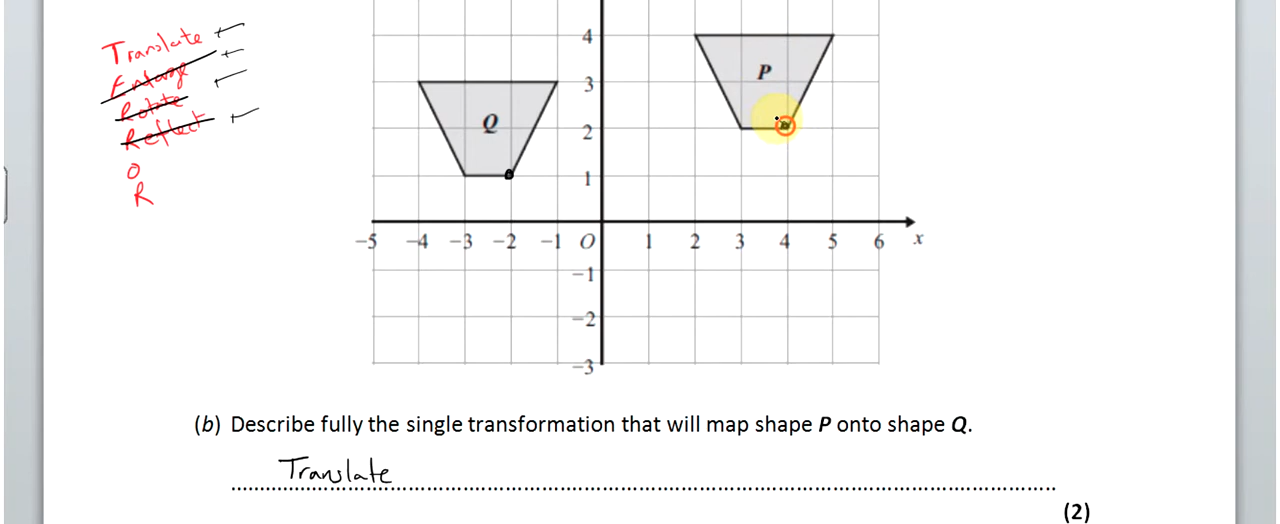 Translate
Enlarge
Rotate
Reflect
O
R
4
3
2
1
P
Q
-5 -4 -3 -2 -1 O 1 2 3 4 5 6 x
-1
-2
-3
(b) Describe fully the single transformation that will map shape P onto shape Q.
Translate
(2)